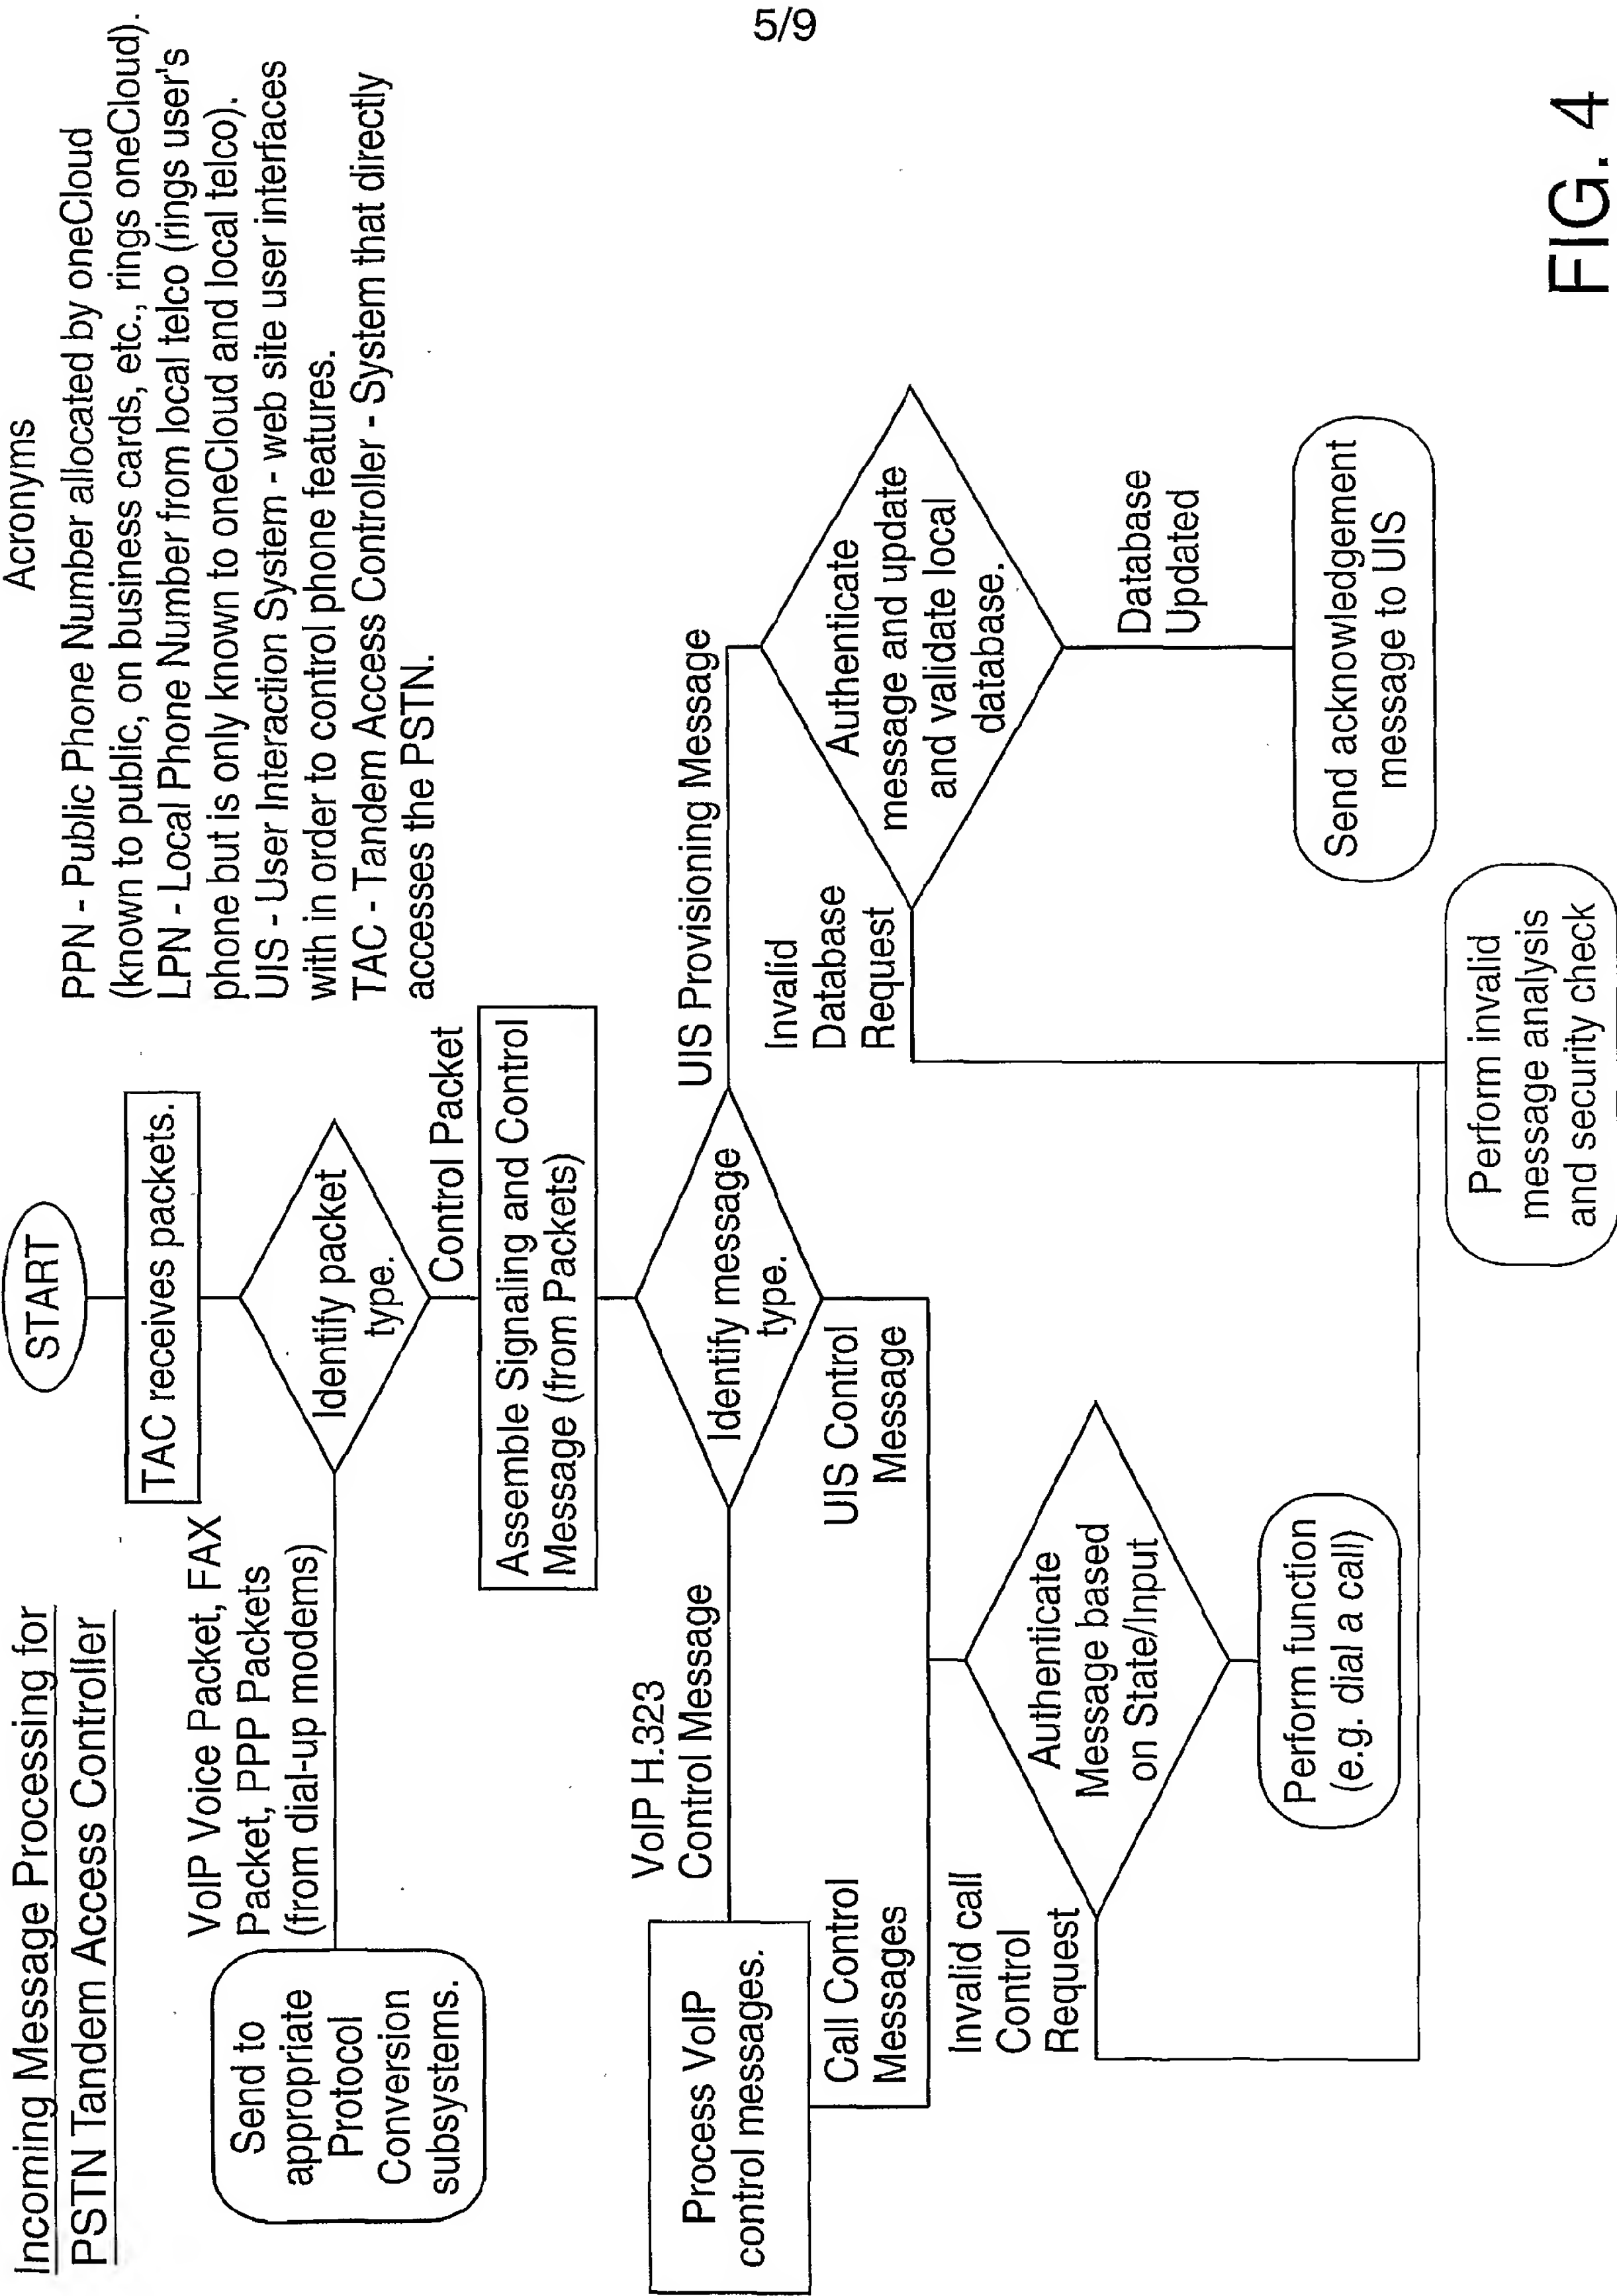 5/9
Incoming Message Processing for
PSTN Tandem Access Controller
START
TAC receives packets.
Identify packet
type.
VoIP Voice Packet, FAX
Packet, PPP Packets
(from dial-up modems)
Send to
appropriate
Protocol
Conversion
subsystems.
Control Packet
Assemble Signaling and Control
Message (from Packets)
Identify message
type.
VoIP H.323
Control Message
Process VoIP
control messages.
Call Control
Messages
UIS Control
Message
UIS Provisioning Message
Authenticate
Message based
on State/Input
Invalid call
Control
Request
Perform function
(e.g. dial a call)
Authenticate
message and update
and validate local
database.
Invalid
Database
Request
Database
Updated
Send acknowledgement
message to UIS
Perform invalid
message analysis
and security check
Acronyms
PPN - Public Phone Number allocated by oneCloud
(known to public, on business cards, etc., rings oneCloud).
LPN - Local Phone Number from local telco (rings user's
phone but is only known to oneCloud and local telco).
UIS - User Interaction System - web site user interfaces
with in order to control phone features.
TAC - Tandem Access Controller - System that directly
accesses the PSTN.
FIG. 4